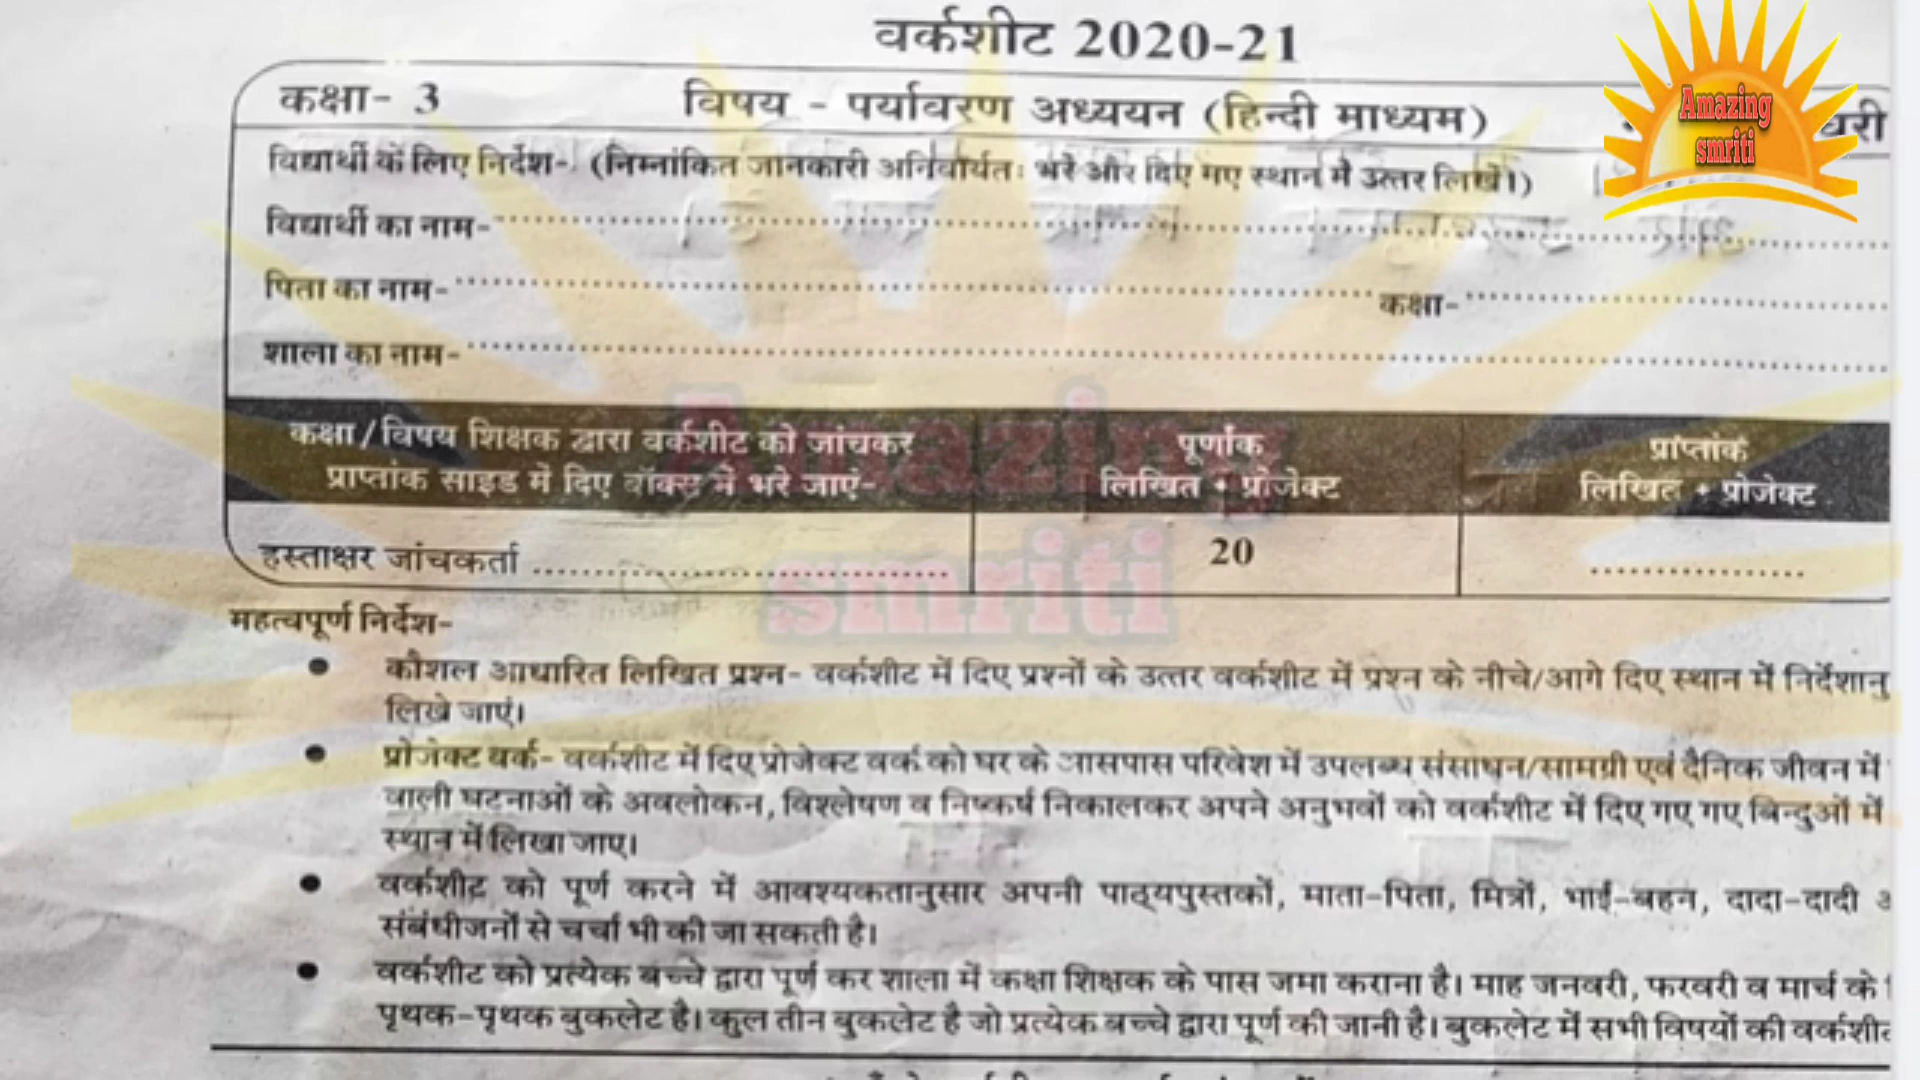 वर्कशीट 2020-21
कक्षा- 3 विषय - पर्यावरण अध्ययन (हिन्दी माध्यम) वरी
Amazing
smriti
विद्यार्थी के लिए निर्देश- (निम्नांकित जानकारी अनिवार्यतः भरें और दिए गए स्थान में उत्तर लिखें।)
विद्यार्थी का नाम-
पिता का नाम- कक्षा-
शाला का नाम-
कक्षा/विषय शिक्षक द्वारा वर्कशीट को जांचकर पूर्णांक प्राप्तांक
प्राप्तांक साइड में दिए बॉक्स में भरे जाएं- लिखित + प्रोजेक्ट लिखित + प्रोजेक्ट
हस्ताक्षर जांचकर्ता .......... 20 ..........
Amazing
smriti
महत्वपूर्ण निर्देश-
● कौशल आधारित लिखित प्रश्न- वर्कशीट में दिए प्रश्नों के उत्तर वर्कशीट में प्रश्न के नीचे/आगे दिए स्थान में निर्देशानु
लिखे जाएं।
● प्रोजेक्ट वर्क- वर्कशीट में दिए प्रोजेक्ट वर्क को घर के आसपास परिवेश में उपलब्ध संसाधन/सामग्री एवं दैनिक जीवन में
वाली घटनाओं के अवलोकन, विश्लेषण व निष्कर्ष निकालकर अपने अनुभवों को वर्कशीट में दिए गए गए बिन्दुओं में
स्थान में लिखा जाए।
● वर्कशीट को पूर्ण करने में आवश्यकतानुसार अपनी पाठ्यपुस्तकों, माता-पिता, मित्रों, भाई-बहन, दादा-दादी
संबंधीजनों से चर्चा भी की जा सकती है।
● वर्कशीट को प्रत्येक बच्चे द्वारा पूर्ण कर शाला में कक्षा शिक्षक के पास जमा कराना है। माह जनवरी, फरवरी व मार्च के
पृथक-पृथक बुकलेट है। कुल तीन बुकलेट है जो प्रत्येक बच्चे द्वारा पूर्ण की जानी है। बुकलेट में सभी विषयों की वर्कशीट